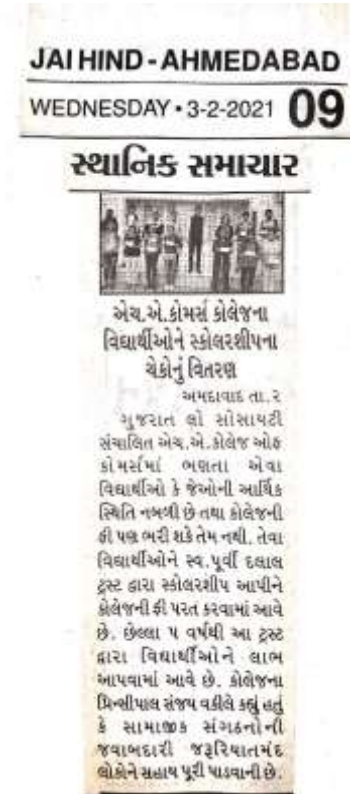 JAI HIND - AHMEDABAD
WEDNESDAY • 3-2-2021 09
સ્થાનિક સમાચાર
એચ.એ.કોમર્સ કોલેજના
વિદ્યાર્થીઓને સ્કોલરશીપના
ચેકોનું વિતરણ
અમદાવાદ તા.૨
ગુજરાત લો સોસાયટી
સંચાલિત એચ.એ.કોલેજ ઓફ
કોમર્સમાં ભણતા એવા
વિદ્યાર્થીઓ કે જેઓની આર્થિક
સ્થિતિ નબળી છે તથા કોલેજની
ફી પણ ભરી શકે તેમ નથી. તેવા
વિદ્યાર્થીઓને સ્વ.પૂર્વી દલાલ
ટ્રસ્ટ દ્વારા સ્કોલરશીપ આપીને
કોલેજની ફી પરત કરવામાં આવે
છે. છેલ્લા ૫ વર્ષથી આ ટ્રસ્ટ
દ્વારા વિદ્યાર્થીઓને લાભ
આપવામાં આવે છે. કોલેજના
પ્રિન્સીપાલ સંજય વકીલે કહ્યું હતું
કે સામાજીક સંગઠનોની
જવાબદારી જરૂરિયાતમંદ
લોકોને સહાય પૂરી પાડવાની છે.